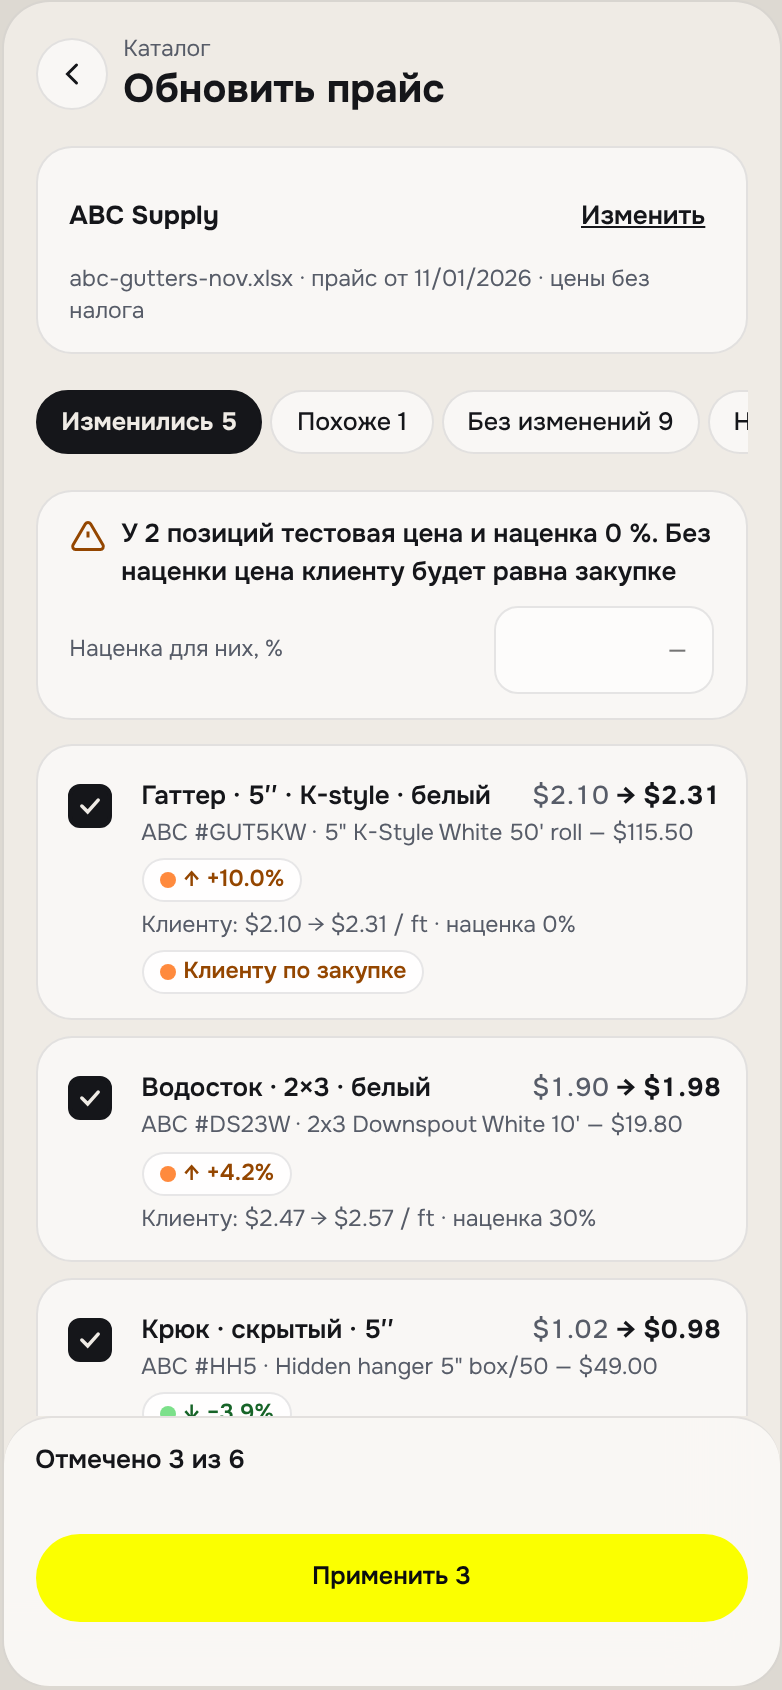 Каталог
Обновить прайс
ABC Supply
Изменить
abc-gutters-nov.xlsx · прайс от 11/01/2026 · цены без
налога
Изменились 5
Похоже 1
Без изменений 9
У 2 позиций тестовая цена и наценка 0 %. Без
наценки цена клиенту будет равна закупке
Наценка для них, %
–
Гаттер · 5″ · K-style · белый $2.10 → $2.31
ABC #GUT5KW · 5" K-Style White 50' roll — $115.50
↑ +10.0%
Клиенту: $2.10 → $2.31 / ft · наценка 0%
Клиенту по закупке
Водосток · 2×3 · белый $1.90 → $1.98
ABC #DS23W · 2x3 Downspout White 10' — $19.80
↑ +4.2%
Клиенту: $2.47 → $2.57 / ft · наценка 30%
Крюк · скрытый · 5″ $1.02 → $0.98
ABC #HH5 · Hidden hanger 5" box/50 — $49.00
↓ −3.9%
Отмечено 3 из 6
Применить 3